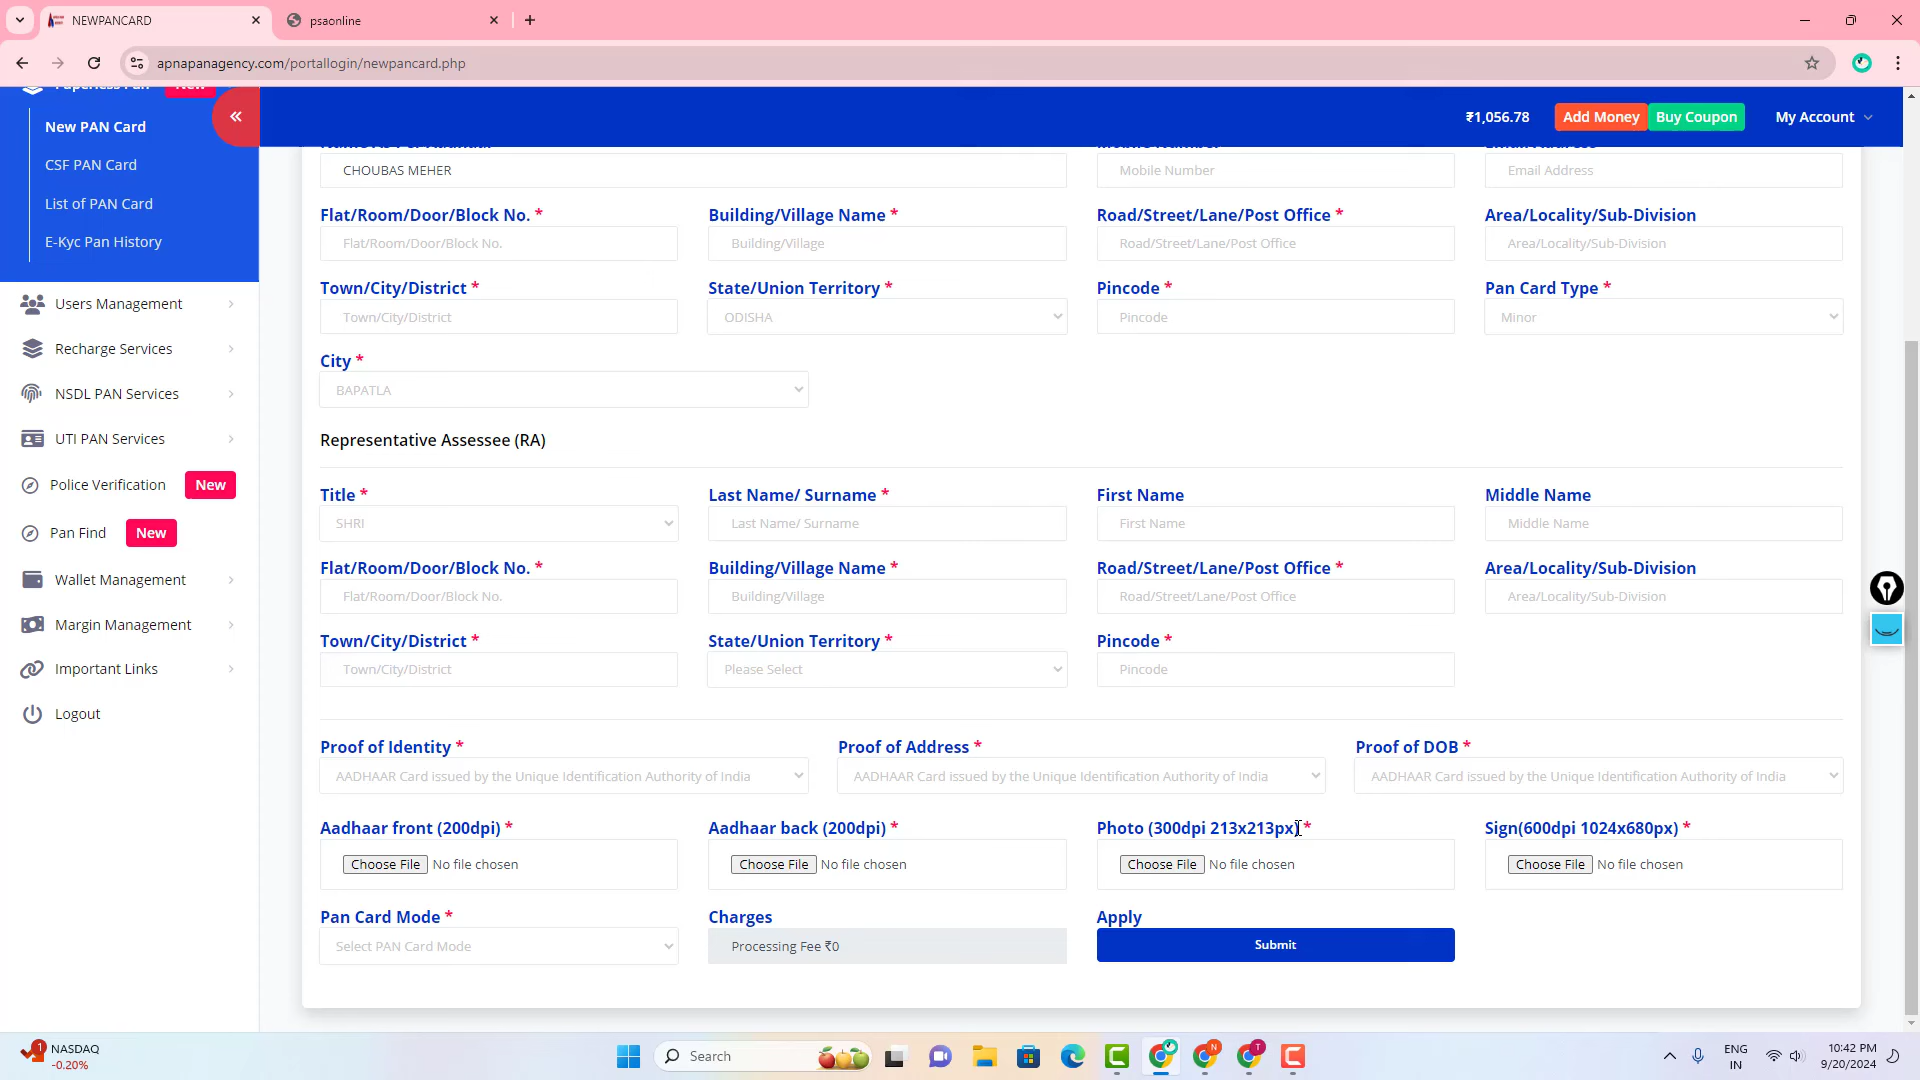 NEWPANCARD
psaonline
apnapanagency.com/portallogin/newpancard.php
Paperless Pan New
New PAN Card
CSF PAN Card
List of PAN Card
E-Kyc Pan History
Users Management
Recharge Services
NSDL PAN Services
UTI PAN Services
Police Verification New
Pan Find New
Wallet Management
Margin Management
Important Links
Logout
₹1,056.78 Add Money Buy Coupon My Account
CHOUBAS MEHER Mobile Number Email Address
Flat/Room/Door/Block No. * Building/Village Name * Road/Street/Lane/Post Office * Area/Locality/Sub-Division
Flat/Room/Door/Block No. Building/Village Road/Street/Lane/Post Office Area/Locality/Sub-Division
Town/City/District * State/Union Territory * Pincode * Pan Card Type *
Town/City/District ODISHA Pincode Minor
City *
BAPATLA
Representative Assessee (RA)
Title * Last Name/ Surname * First Name Middle Name
SHRI Last Name/ Surname First Name Middle Name
Flat/Room/Door/Block No. * Building/Village Name * Road/Street/Lane/Post Office * Area/Locality/Sub-Division
Flat/Room/Door/Block No. Building/Village Road/Street/Lane/Post Office Area/Locality/Sub-Division
Town/City/District * State/Union Territory * Pincode *
Town/City/District Please Select Pincode
Proof of Identity * Proof of Address * Proof of DOB *
AADHAAR Card issued by the Unique Identification Authority of India AADHAAR Card issued by the Unique Identification Authority of India AADHAAR Card issued by the Unique Identification Authority of India
Aadhaar front (200dpi) * Aadhaar back (200dpi) * Photo (300dpi 213x213px) * Sign(600dpi 1024x680px) *
Choose File No file chosen Choose File No file chosen Choose File No file chosen Choose File No file chosen
Pan Card Mode * Charges Apply
Select PAN Card Mode Processing Fee ₹0 Submit
1 NASDAQ
-0.20%
Search
N
T
ENG
IN
10:42 PM
9/20/2024